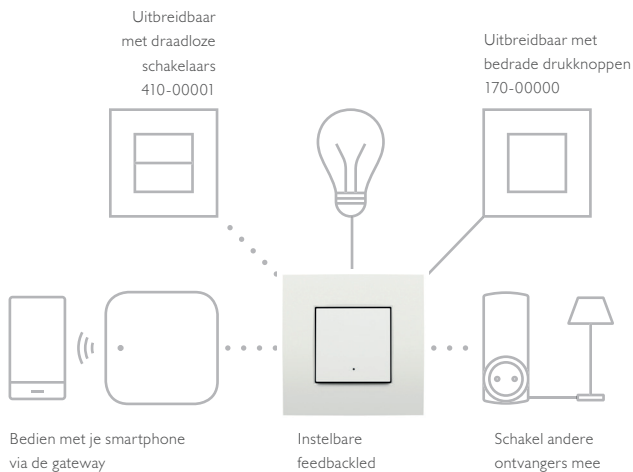 Uitbreidbaar
met draadloze
schakelaars
410-00001
Uitbreidbaar met
bedrade drukknoppen
170-00000
Bedien met je smartphone
via de gateway
Instelbare
feedbackled
Schakel andere
ontvangers mee